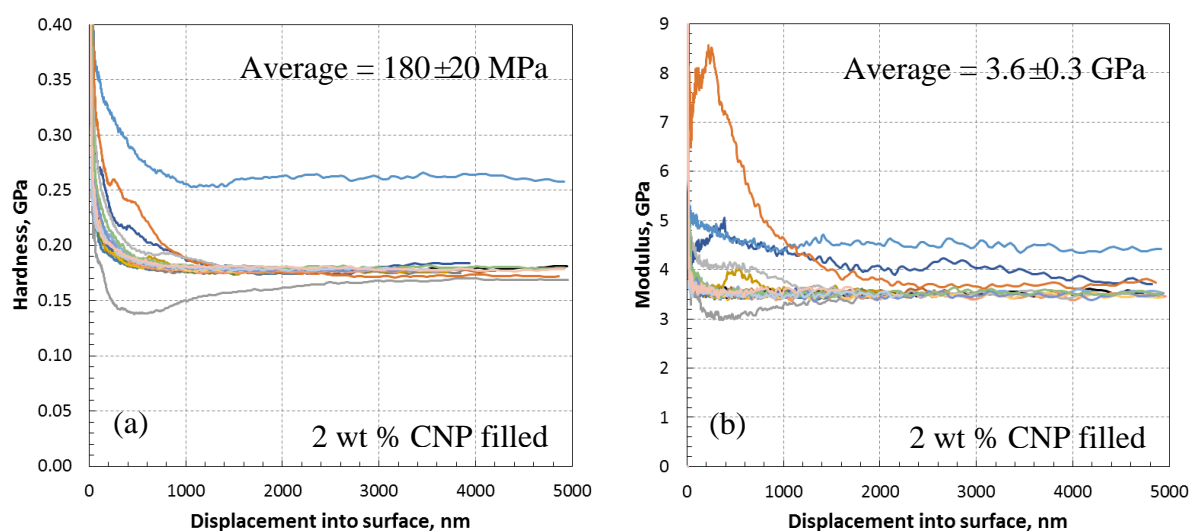 Hardness, GPa
0.40
0.35
0.30
0.25
0.20
0.15
0.10
0.05
0.00
Average = 180±20 MPa
(a)
2 wt % CNP filled
0 1000 2000 3000 4000 5000
Displacement into surface, nm
Modulus, GPa
9
8
7
6
5
4
3
2
1
0
Average = 3.6±0.3 GPa
(b)
2 wt % CNP filled
0 1000 2000 3000 4000 5000
Displacement into surface, nm